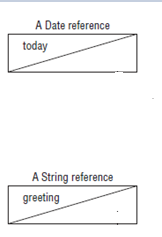 A Date reference
today
A String reference
greeting